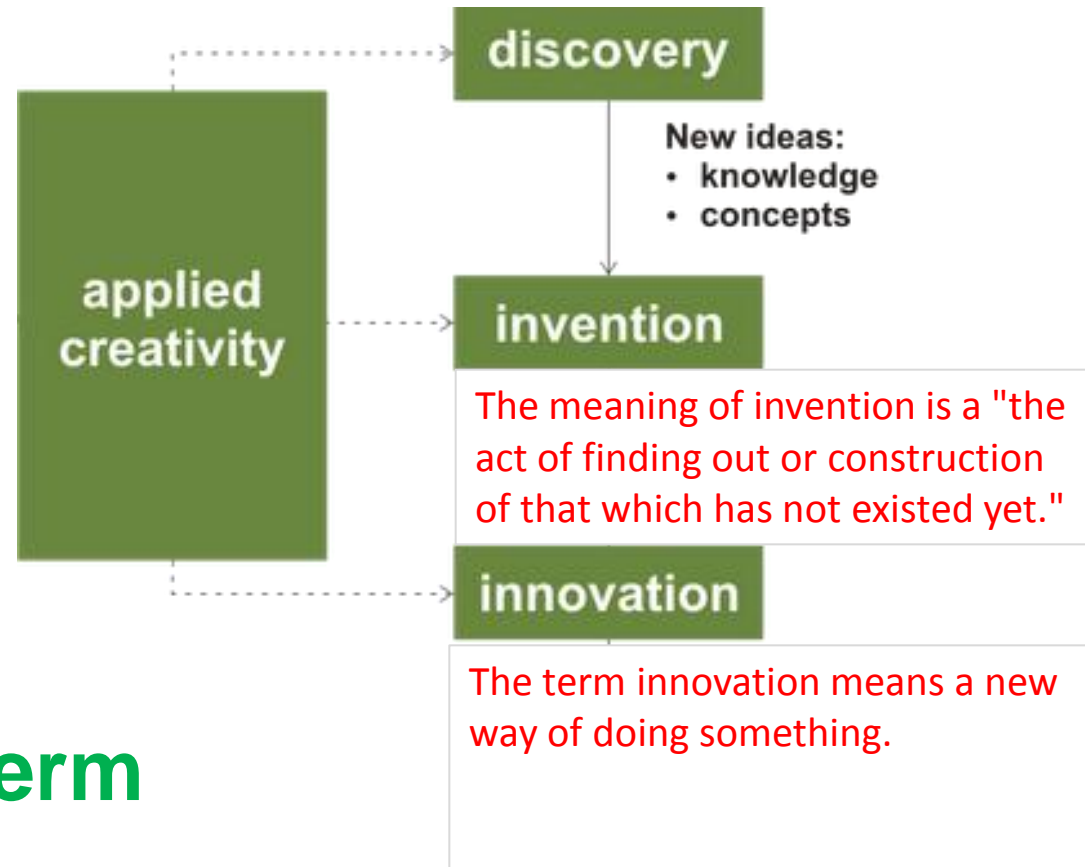 discovery
New ideas:
• knowledge
• concepts
applied
creativity
invention
The meaning of invention is a "the
act of finding out or construction
of that which has not existed yet."
innovation
The term innovation means a new
way of doing something.
erm